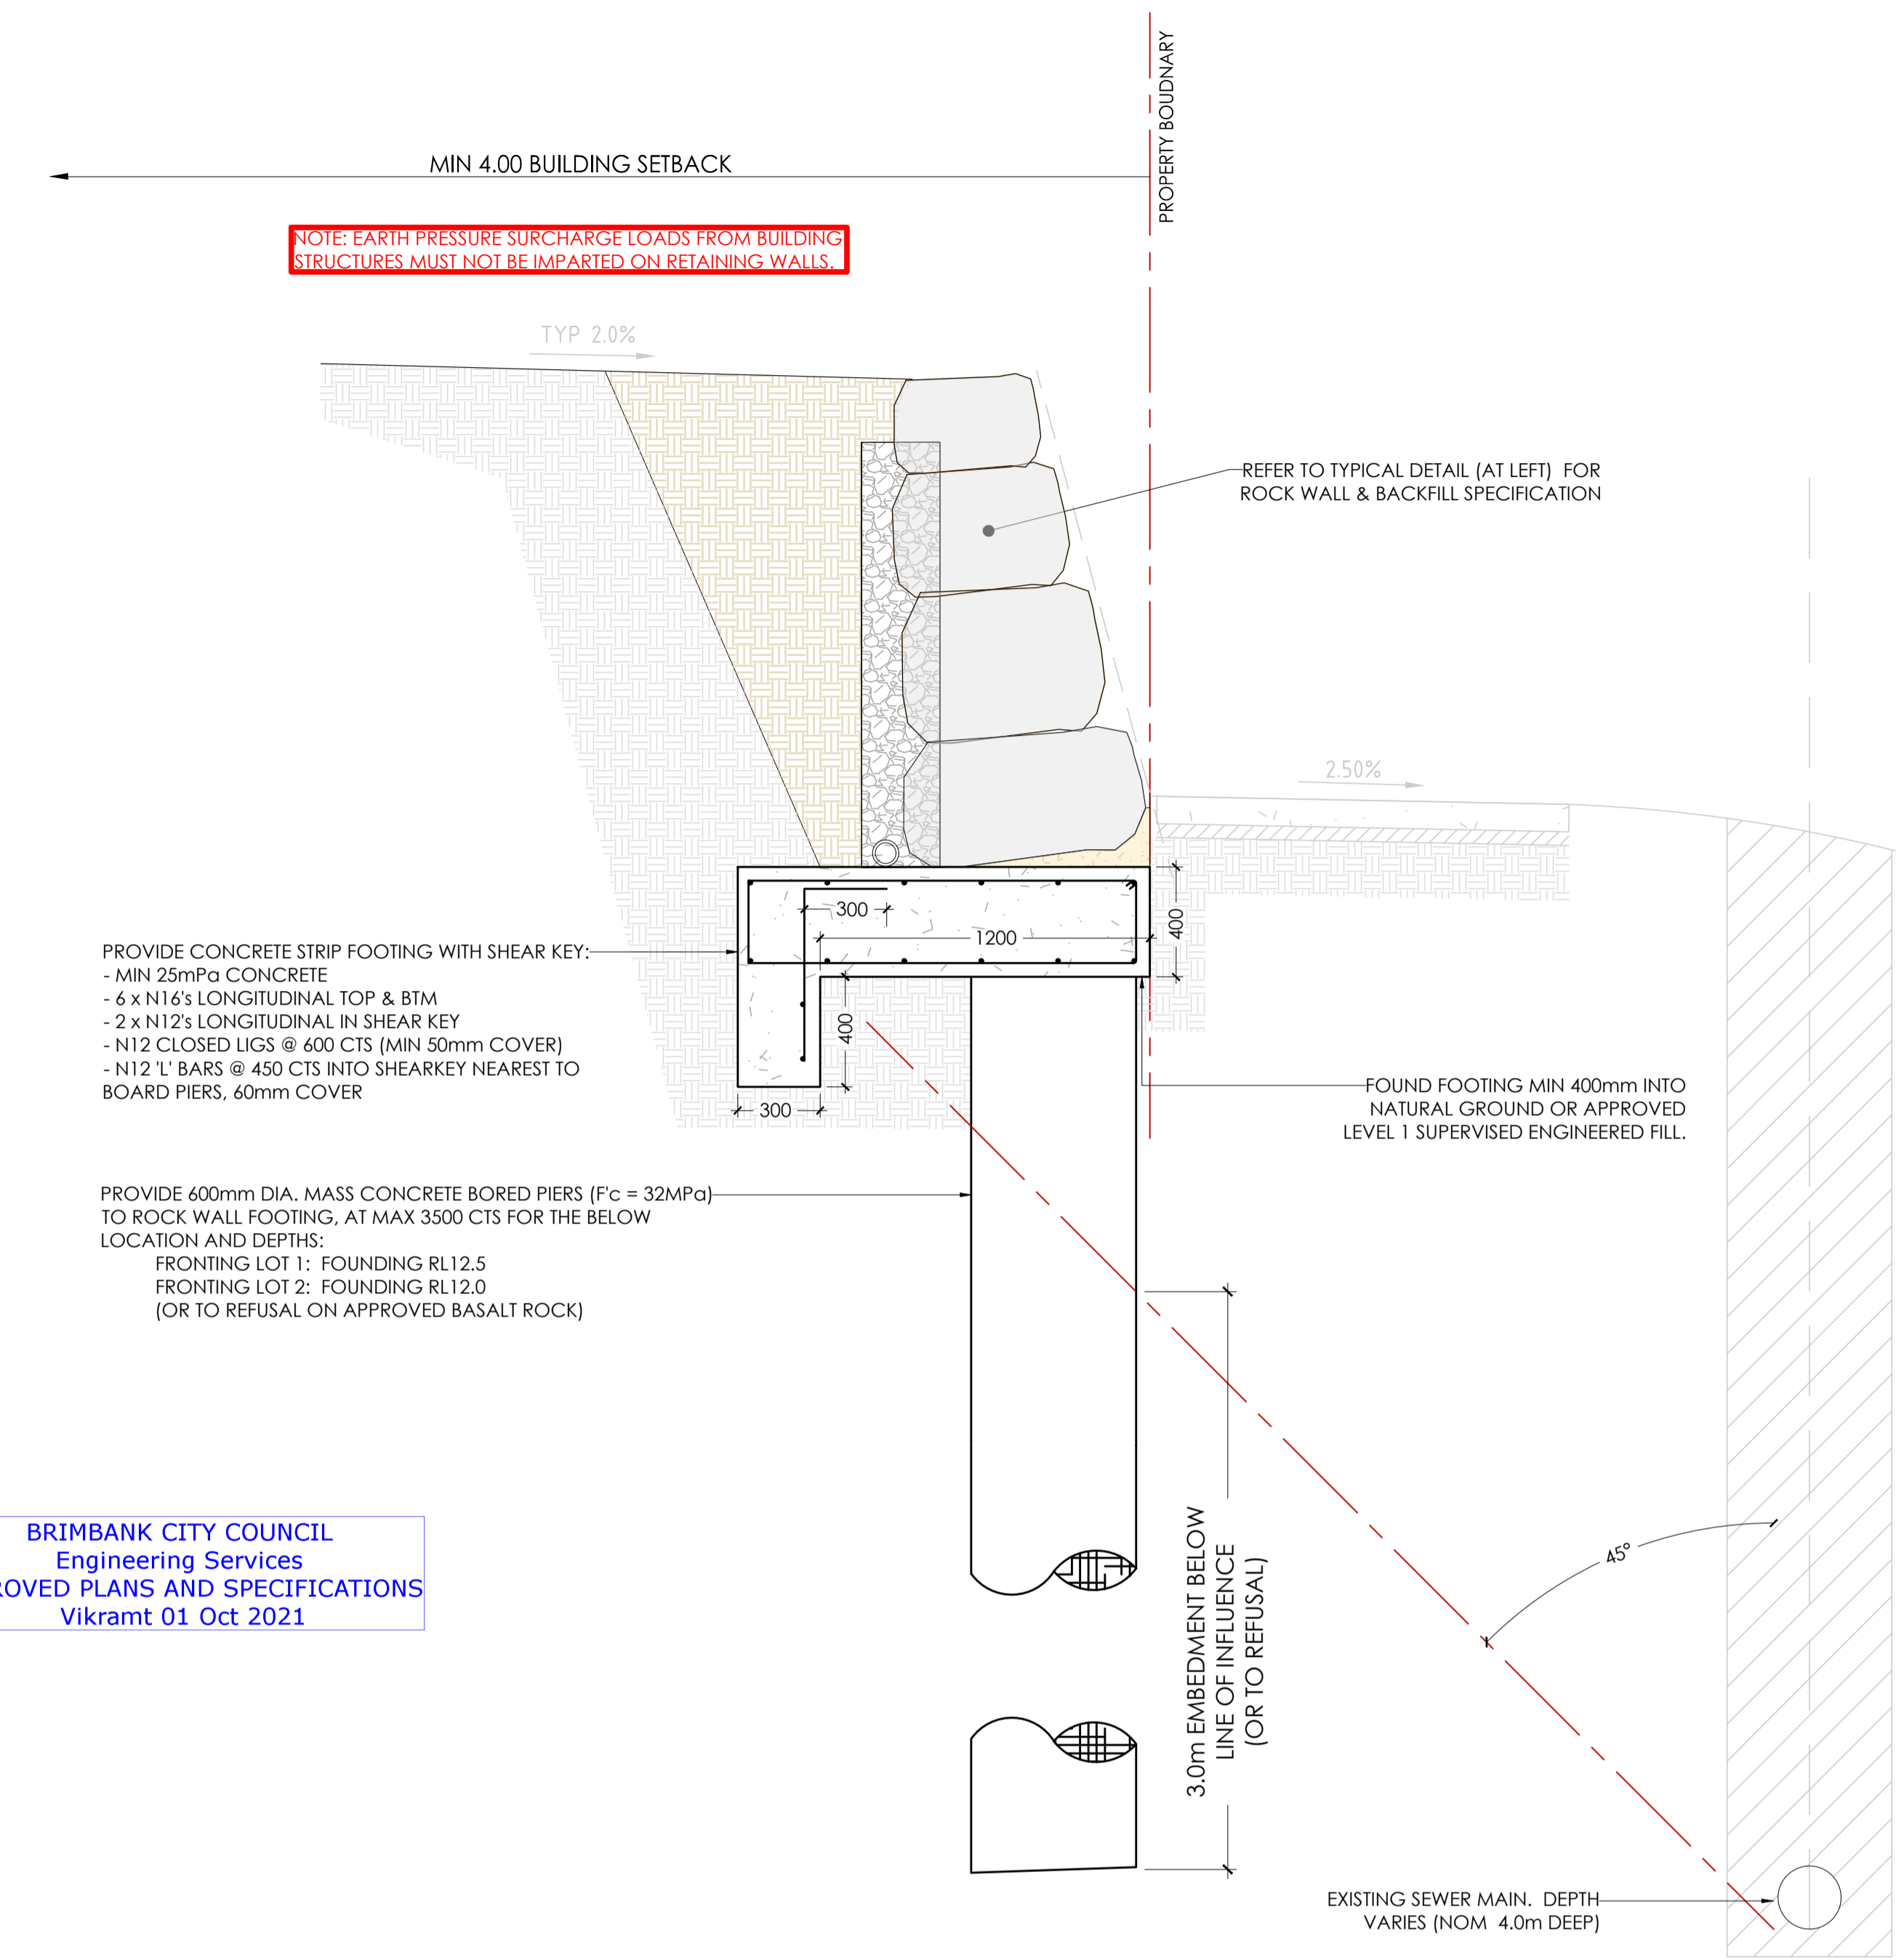 PROPERTY BOUDNARY
MIN 4.00 BUILDING SETBACK
NOTE: EARTH PRESSURE SURCHARGE LOADS FROM BUILDING
STRUCTURES MUST NOT BE IMPARTED ON RETAINING WALLS.
TYP 2.0%
REFER TO TYPICAL DETAIL (AT LEFT) FOR
ROCK WALL & BACKFILL SPECIFICATION
2.50%
300
1200
400
400
300
PROVIDE CONCRETE STRIP FOOTING WITH SHEAR KEY:
- MIN 25mPa CONCRETE
- 6 x N16's LONGITUDINAL TOP & BTM
- 2 x N12's LONGITUDINAL IN SHEAR KEY
- N12 CLOSED LIGS @ 600 CTS (MIN 50mm COVER)
- N12 'L' BARS @ 450 CTS INTO SHEARKEY NEAREST TO
BOARD PIERS, 60mm COVER
FOUND FOOTING MIN 400mm INTO
NATURAL GROUND OR APPROVED
LEVEL 1 SUPERVISED ENGINEERED FILL.
PROVIDE 600mm DIA. MASS CONCRETE BORED PIERS (F'c = 32MPa)
TO ROCK WALL FOOTING, AT MAX 3500 CTS FOR THE BELOW
LOCATION AND DEPTHS:
FRONTING LOT 1: FOUNDING RL12.5
FRONTING LOT 2: FOUNDING RL12.0
(OR TO REFUSAL ON APPROVED BASALT ROCK)
3.0m EMBEDMENT BELOW
LINE OF INFLUENCE
(OR TO REFUSAL)
45°
BRIMBANK CITY COUNCIL
Engineering Services
ROVED PLANS AND SPECIFICATIONS
Vikramt 01 Oct 2021
EXISTING SEWER MAIN. DEPTH
VARIES (NOM 4.0m DEEP)